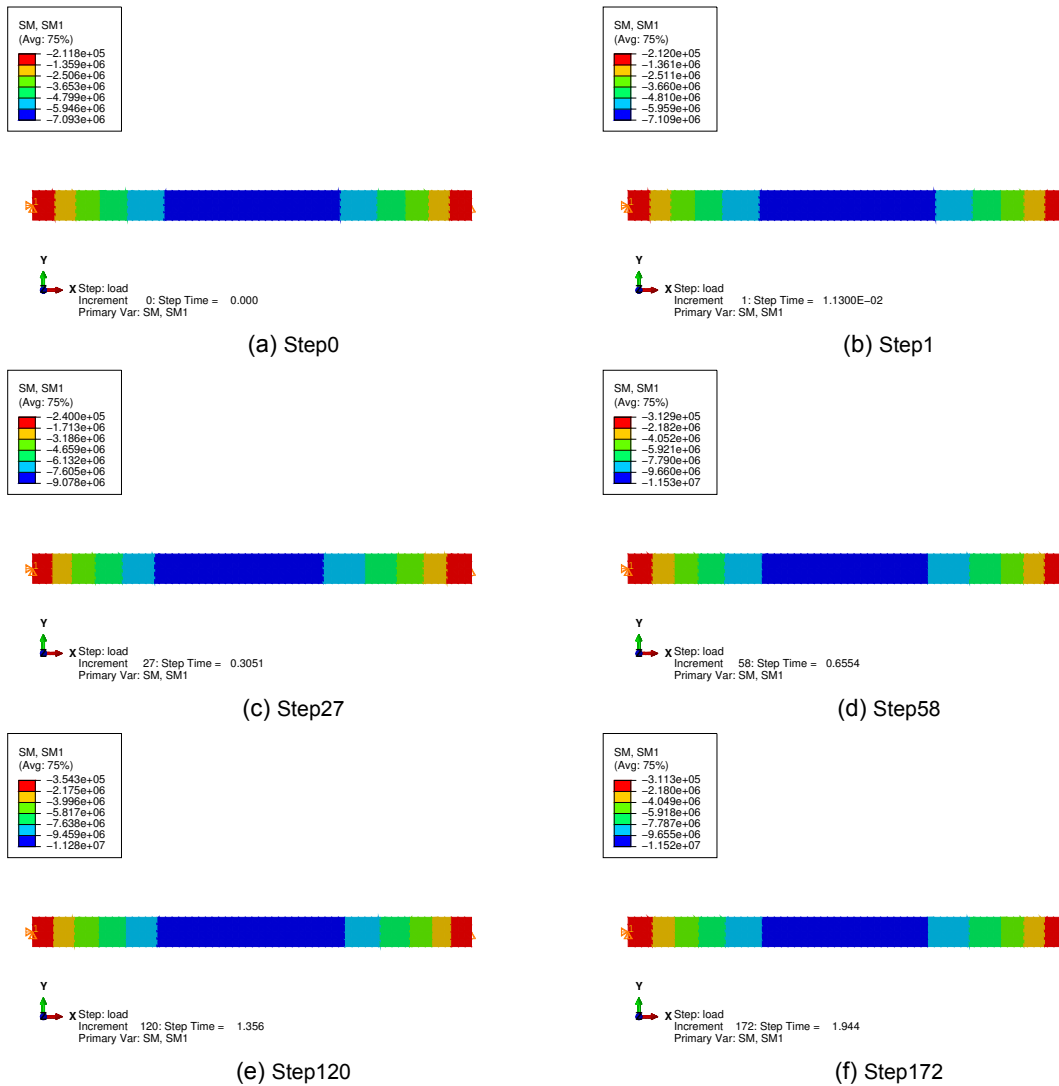 SM, SM1
(Avg: 75%)
−2.118e+05
−1.359e+06
−2.506e+06
−3.653e+06
−4.799e+06
−5.946e+06
−7.093e+06
Y
X
Step: load
Increment 0: Step Time = 0.000
Primary Var: SM, SM1
(a) Step0
SM, SM1
(Avg: 75%)
−2.120e+05
−1.361e+06
−2.511e+06
−3.660e+06
−4.810e+06
−5.959e+06
−7.109e+06
Y
X
Step: load
Increment 1: Step Time = 1.1300E−02
Primary Var: SM, SM1
(b) Step1
SM, SM1
(Avg: 75%)
−2.400e+05
−1.713e+06
−3.186e+06
−4.659e+06
−6.132e+06
−7.605e+06
−9.078e+06
Y
X
Step: load
Increment 27: Step Time = 0.3051
Primary Var: SM, SM1
(c) Step27
SM, SM1
(Avg: 75%)
−3.129e+05
−2.182e+06
−4.052e+06
−5.921e+06
−7.790e+06
−9.660e+06
−1.153e+07
Y
X
Step: load
Increment 58: Step Time = 0.6554
Primary Var: SM, SM1
(d) Step58
SM, SM1
(Avg: 75%)
−3.543e+05
−2.175e+06
−3.996e+06
−5.817e+06
−7.638e+06
−9.459e+06
−1.128e+07
Y
X
Step: load
Increment 120: Step Time = 1.356
Primary Var: SM, SM1
(e) Step120
SM, SM1
(Avg: 75%)
−3.113e+05
−2.180e+06
−4.049e+06
−5.918e+06
−7.787e+06
−9.655e+06
−1.152e+07
Y
X
Step: load
Increment 172: Step Time = 1.944
Primary Var: SM, SM1
(f) Step172